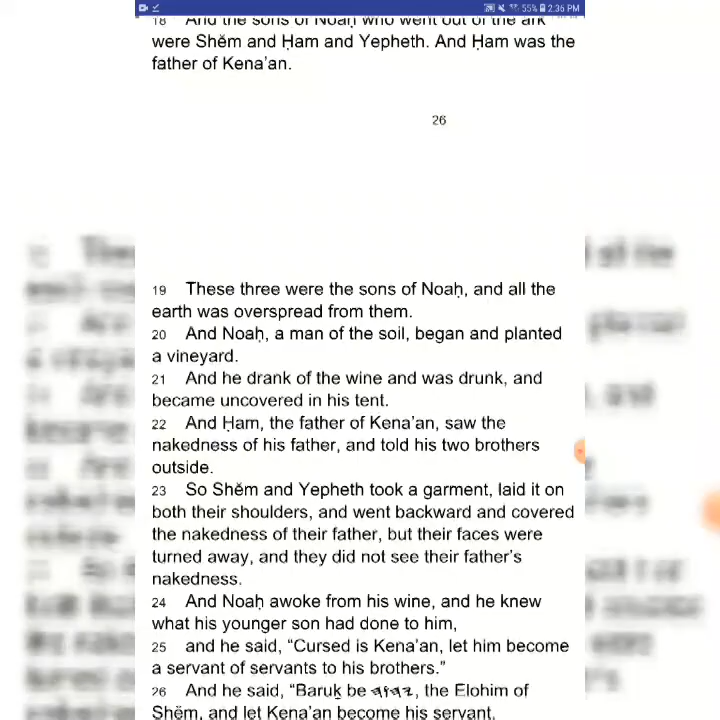 55% 2:36 PM
18 And the sons of Noaḥ who went out of the ark
were Shĕm and Ḥam and Yepheth. And Ḥam was the
father of Kena’an.
26
19 These three were the sons of Noaḥ, and all the
earth was overspread from them.
20 And Noaḥ, a man of the soil, began and planted
a vineyard.
21 And he drank of the wine and was drunk, and
became uncovered in his tent.
22 And Ḥam, the father of Kena’an, saw the
nakedness of his father, and told his two brothers
outside.
23 So Shĕm and Yepheth took a garment, laid it on
both their shoulders, and went backward and covered
the nakedness of their father, but their faces were
turned away, and they did not see their father’s
nakedness.
24 And Noaḥ awoke from his wine, and he knew
what his younger son had done to him,
25 and he said, “Cursed is Kena’an, let him become
a servant of servants to his brothers.”
26 And he said, “Baruḵ be 𐤉𐤄𐤅𐤄, the Elohim of
Shĕm, and let Kena’an become his servant.